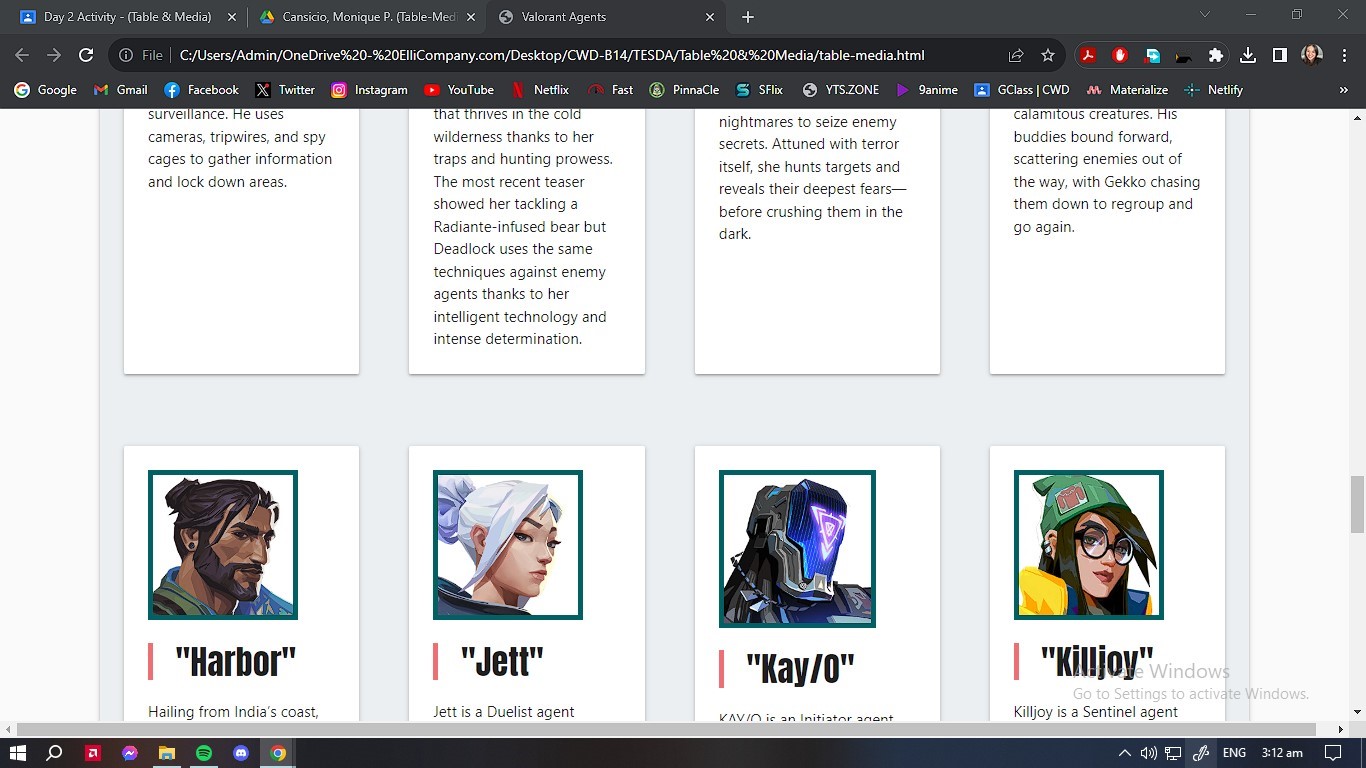 Day 2 Activity - (Table & Media)
Cansicio, Monique P. (Table-Med
Valorant Agents
File
C:/Users/Admin/OneDrive%20-%20ElliCompany.com/Desktop/CWD-B14/TESDA/Table%20&%20Media/table-media.html
Google
Gmail
Facebook
Twitter
Instagram
YouTube
Netflix
Fast
PinnaCle
SFlix
YTS.ZONE
9anime
GClass | CWD
Materialize
Netlify
»
surveillance. He uses
cameras, tripwires, and spy
cages to gather information
and lock down areas.
that thrives in the cold
wilderness thanks to her
traps and hunting prowess.
The most recent teaser
showed her tackling a
Radiante-infused bear but
Deadlock uses the same
techniques against enemy
agents thanks to her
intelligent technology and
intense determination.
nightmares to seize enemy
secrets. Attuned with terror
itself, she hunts targets and
reveals their deepest fears—
before crushing them in the
dark.
calamitous creatures. His
buddies bound forward,
scattering enemies out of
the way, with Gekko chasing
them down to regroup and
go again.
"Harbor"
Hailing from India’s coast,
"Jett"
Jett is a Duelist agent
"Kay/O"
KAY/O is an Initiator agent
"Killjoy"
Killjoy is a Sentinel agent
Activate Windows
Go to Settings to activate Windows.
ENG
3:12 am